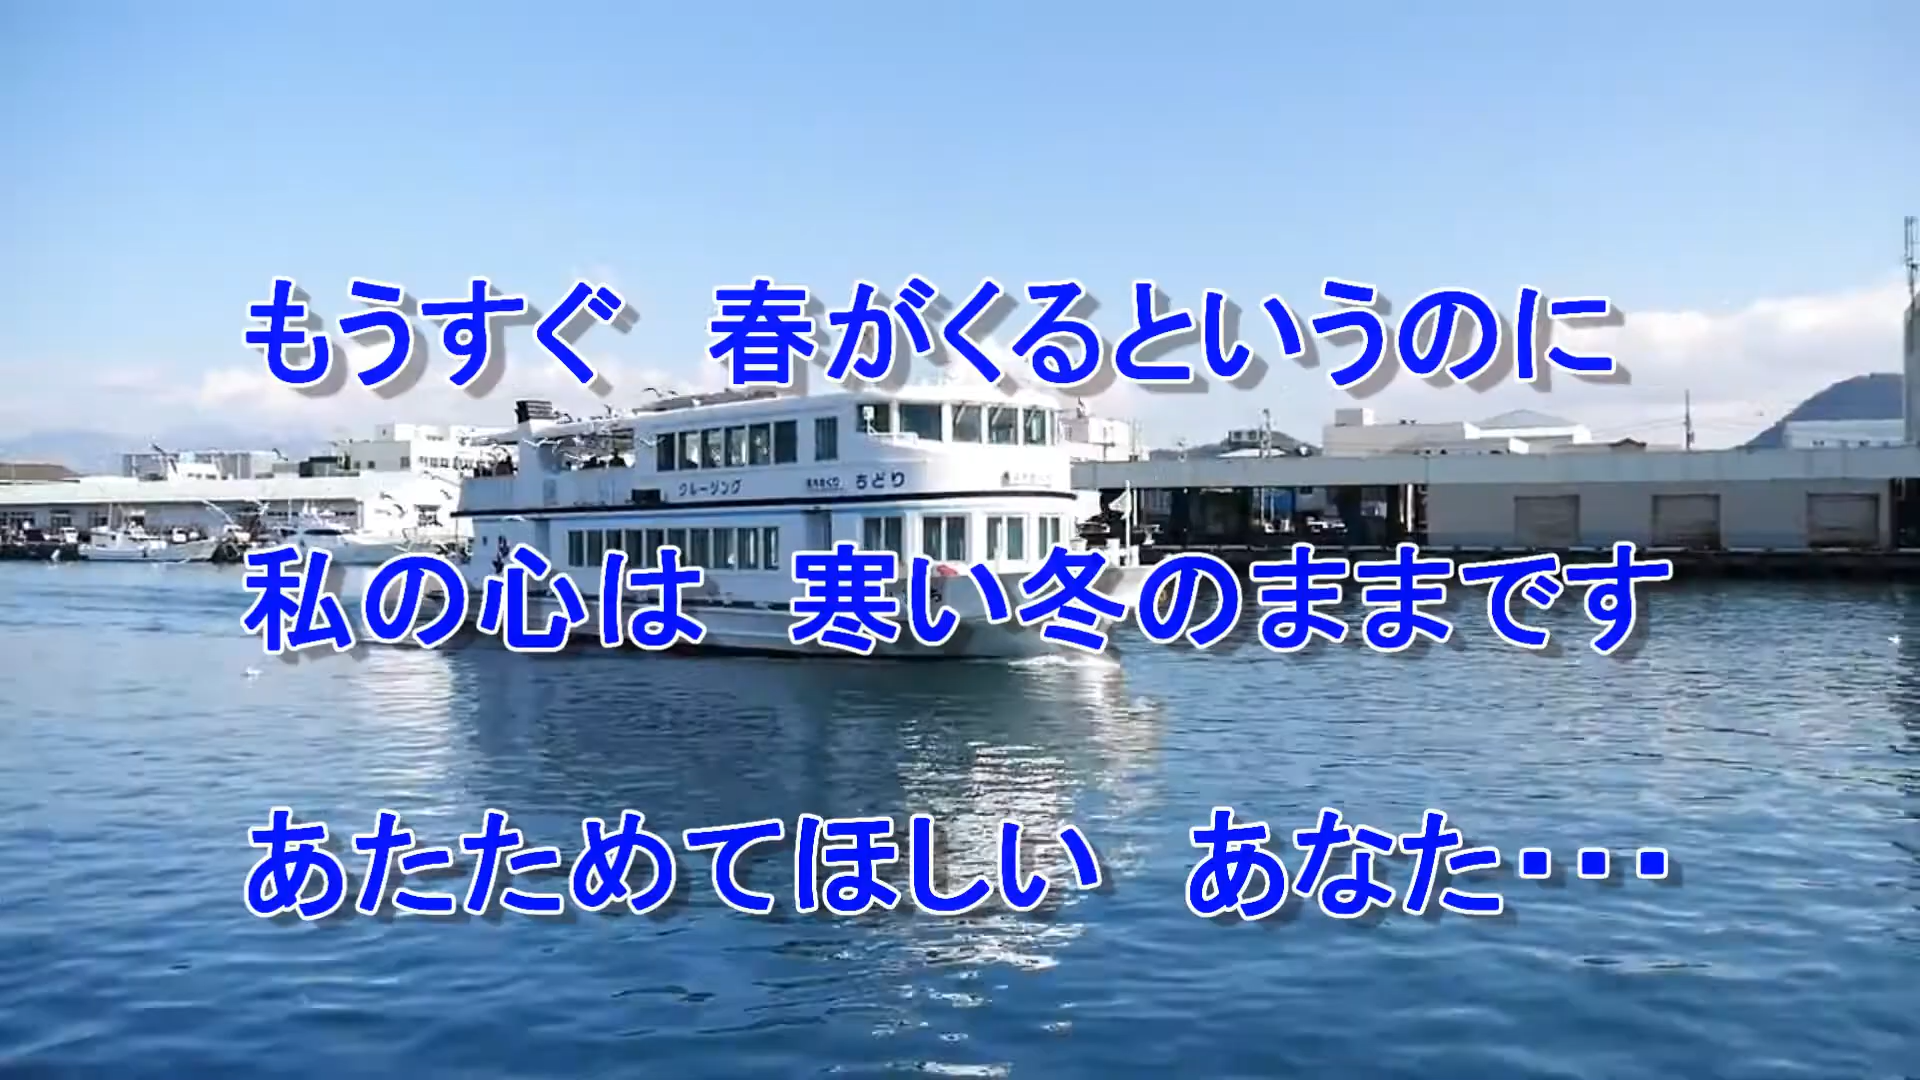 もうすぐ　春がくるというのに
クルージング
ちどり
私の心は　寒い冬のままです
あたためてほしい　あなた・・・